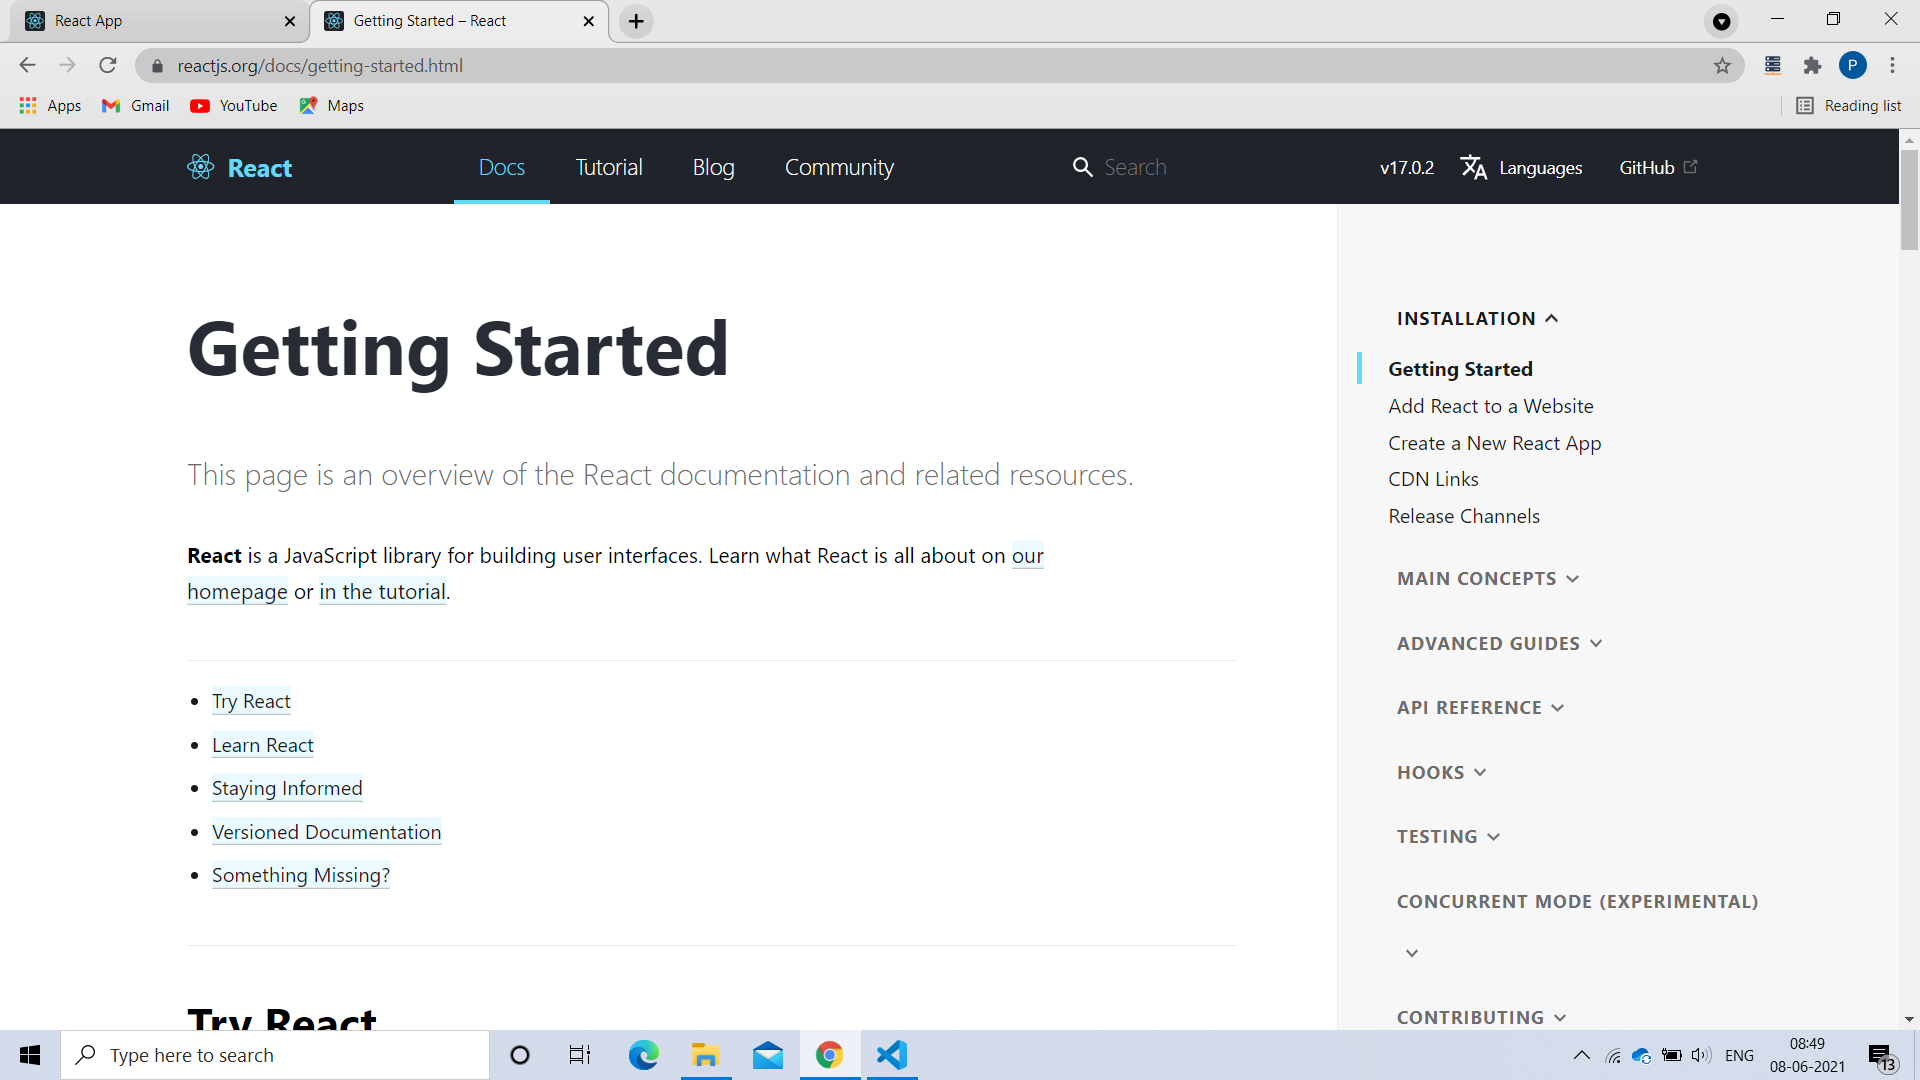 React App
Getting Started – React
reactjs.org/docs/getting-started.html
P
Apps
Gmail
YouTube
Maps
Reading list
React
Docs
Tutorial
Blog
Community
Search
v17.0.2
Languages
GitHub
Getting Started
This page is an overview of the React documentation and related resources.
React is a JavaScript library for building user interfaces. Learn what React is all about on our
homepage or in the tutorial.
Try React
Learn React
Staying Informed
Versioned Documentation
Something Missing?
Try React
INSTALLATION
Getting Started
Add React to a Website
Create a New React App
CDN Links
Release Channels
MAIN CONCEPTS
ADVANCED GUIDES
API REFERENCE
HOOKS
TESTING
CONCURRENT MODE (EXPERIMENTAL)
CONTRIBUTING
Type here to search
ENG
08:49
08-06-2021
13